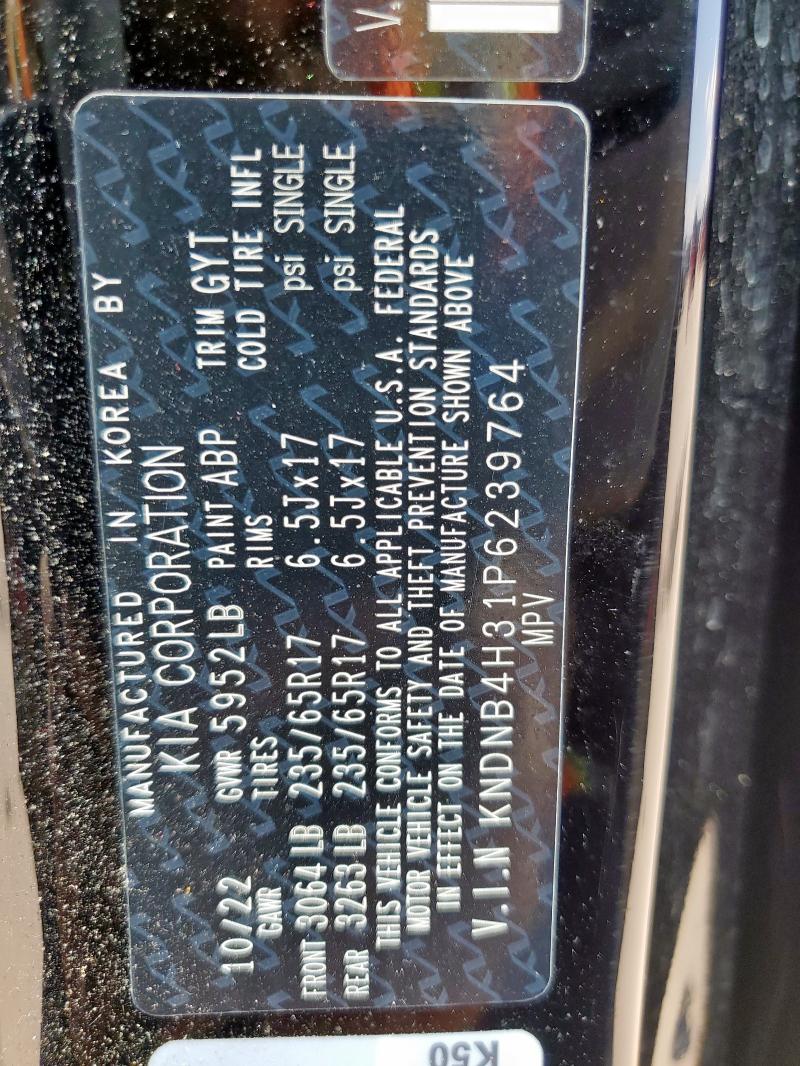 MANUFACTURED IN KOREA BY
KIA CORPORATION
10/22 GVWR 5952LB PAINT ABP TRIM GYT
GAWR TIRES RIMS COLD TIRE INFL
FRONT 3064 LB 235/65R17 6.5Jx17 psi SINGLE
REAR 3263 LB 235/65R17 6.5Jx17 psi SINGLE
THIS VEHICLE CONFORMS TO ALL APPLICABLE U.S.A. FEDERAL
MOTOR VEHICLE SAFETY AND THEFT PREVENTION STANDARDS
IN EFFECT ON THE DATE OF MANUFACTURE SHOWN ABOVE
V.I.N KNDNB4H31P6239764
MPV
V.
K50